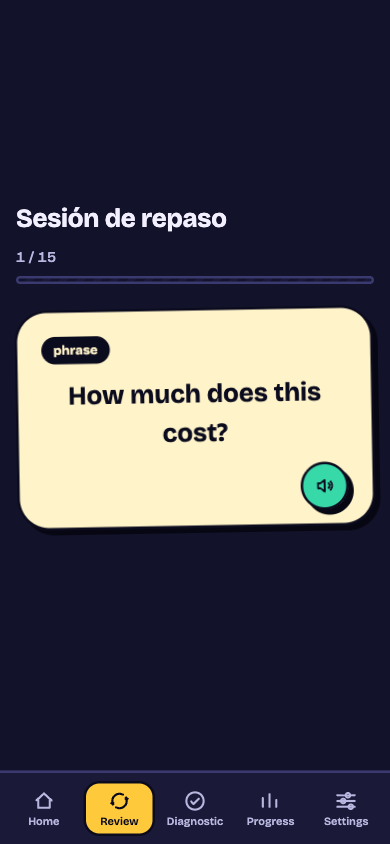 Sesión de repaso
1 / 15
phrase
How much does this
cost?
Home
Review
Diagnostic
Progress
Settings